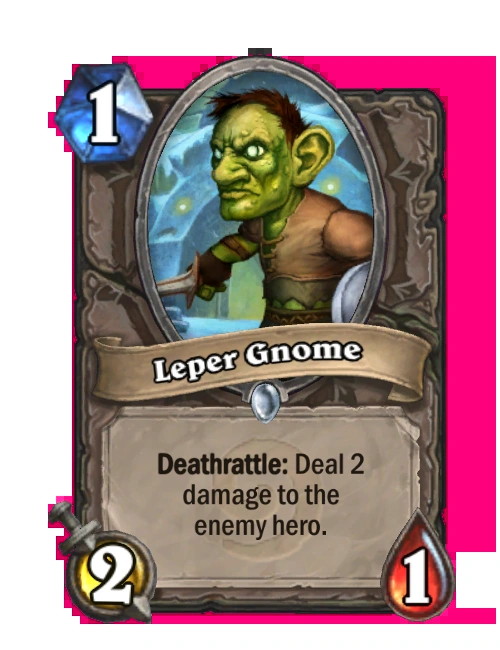 1
Leper Gnome
Deathrattle: Deal 2
damage to the
enemy hero.
2
1